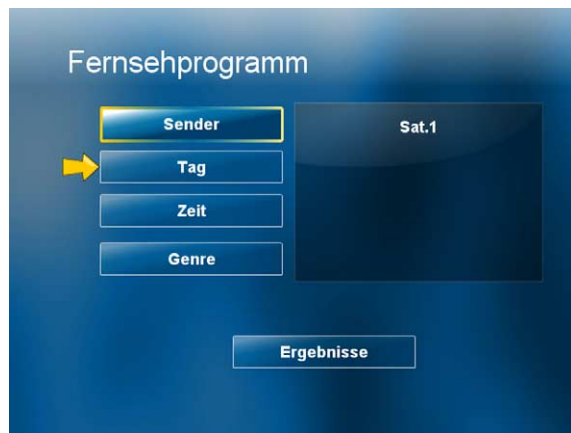 Fernsehprogramm
Sender
Sat.1
Tag
Zeit
Genre
Ergebnisse